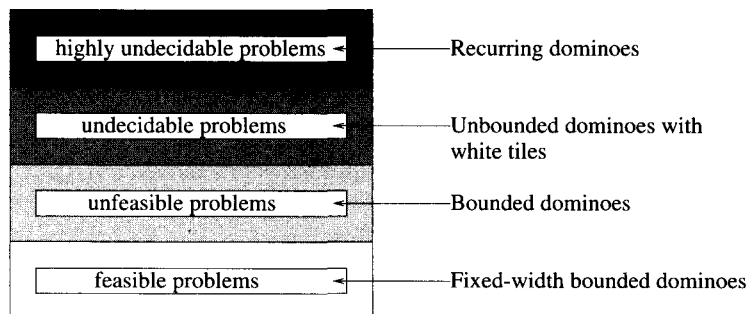 highly undecidable problems
Recurring dominoes
undecidable problems
Unbounded dominoes with
white tiles
unfeasible problems
Bounded dominoes
feasible problems
Fixed-width bounded dominoes